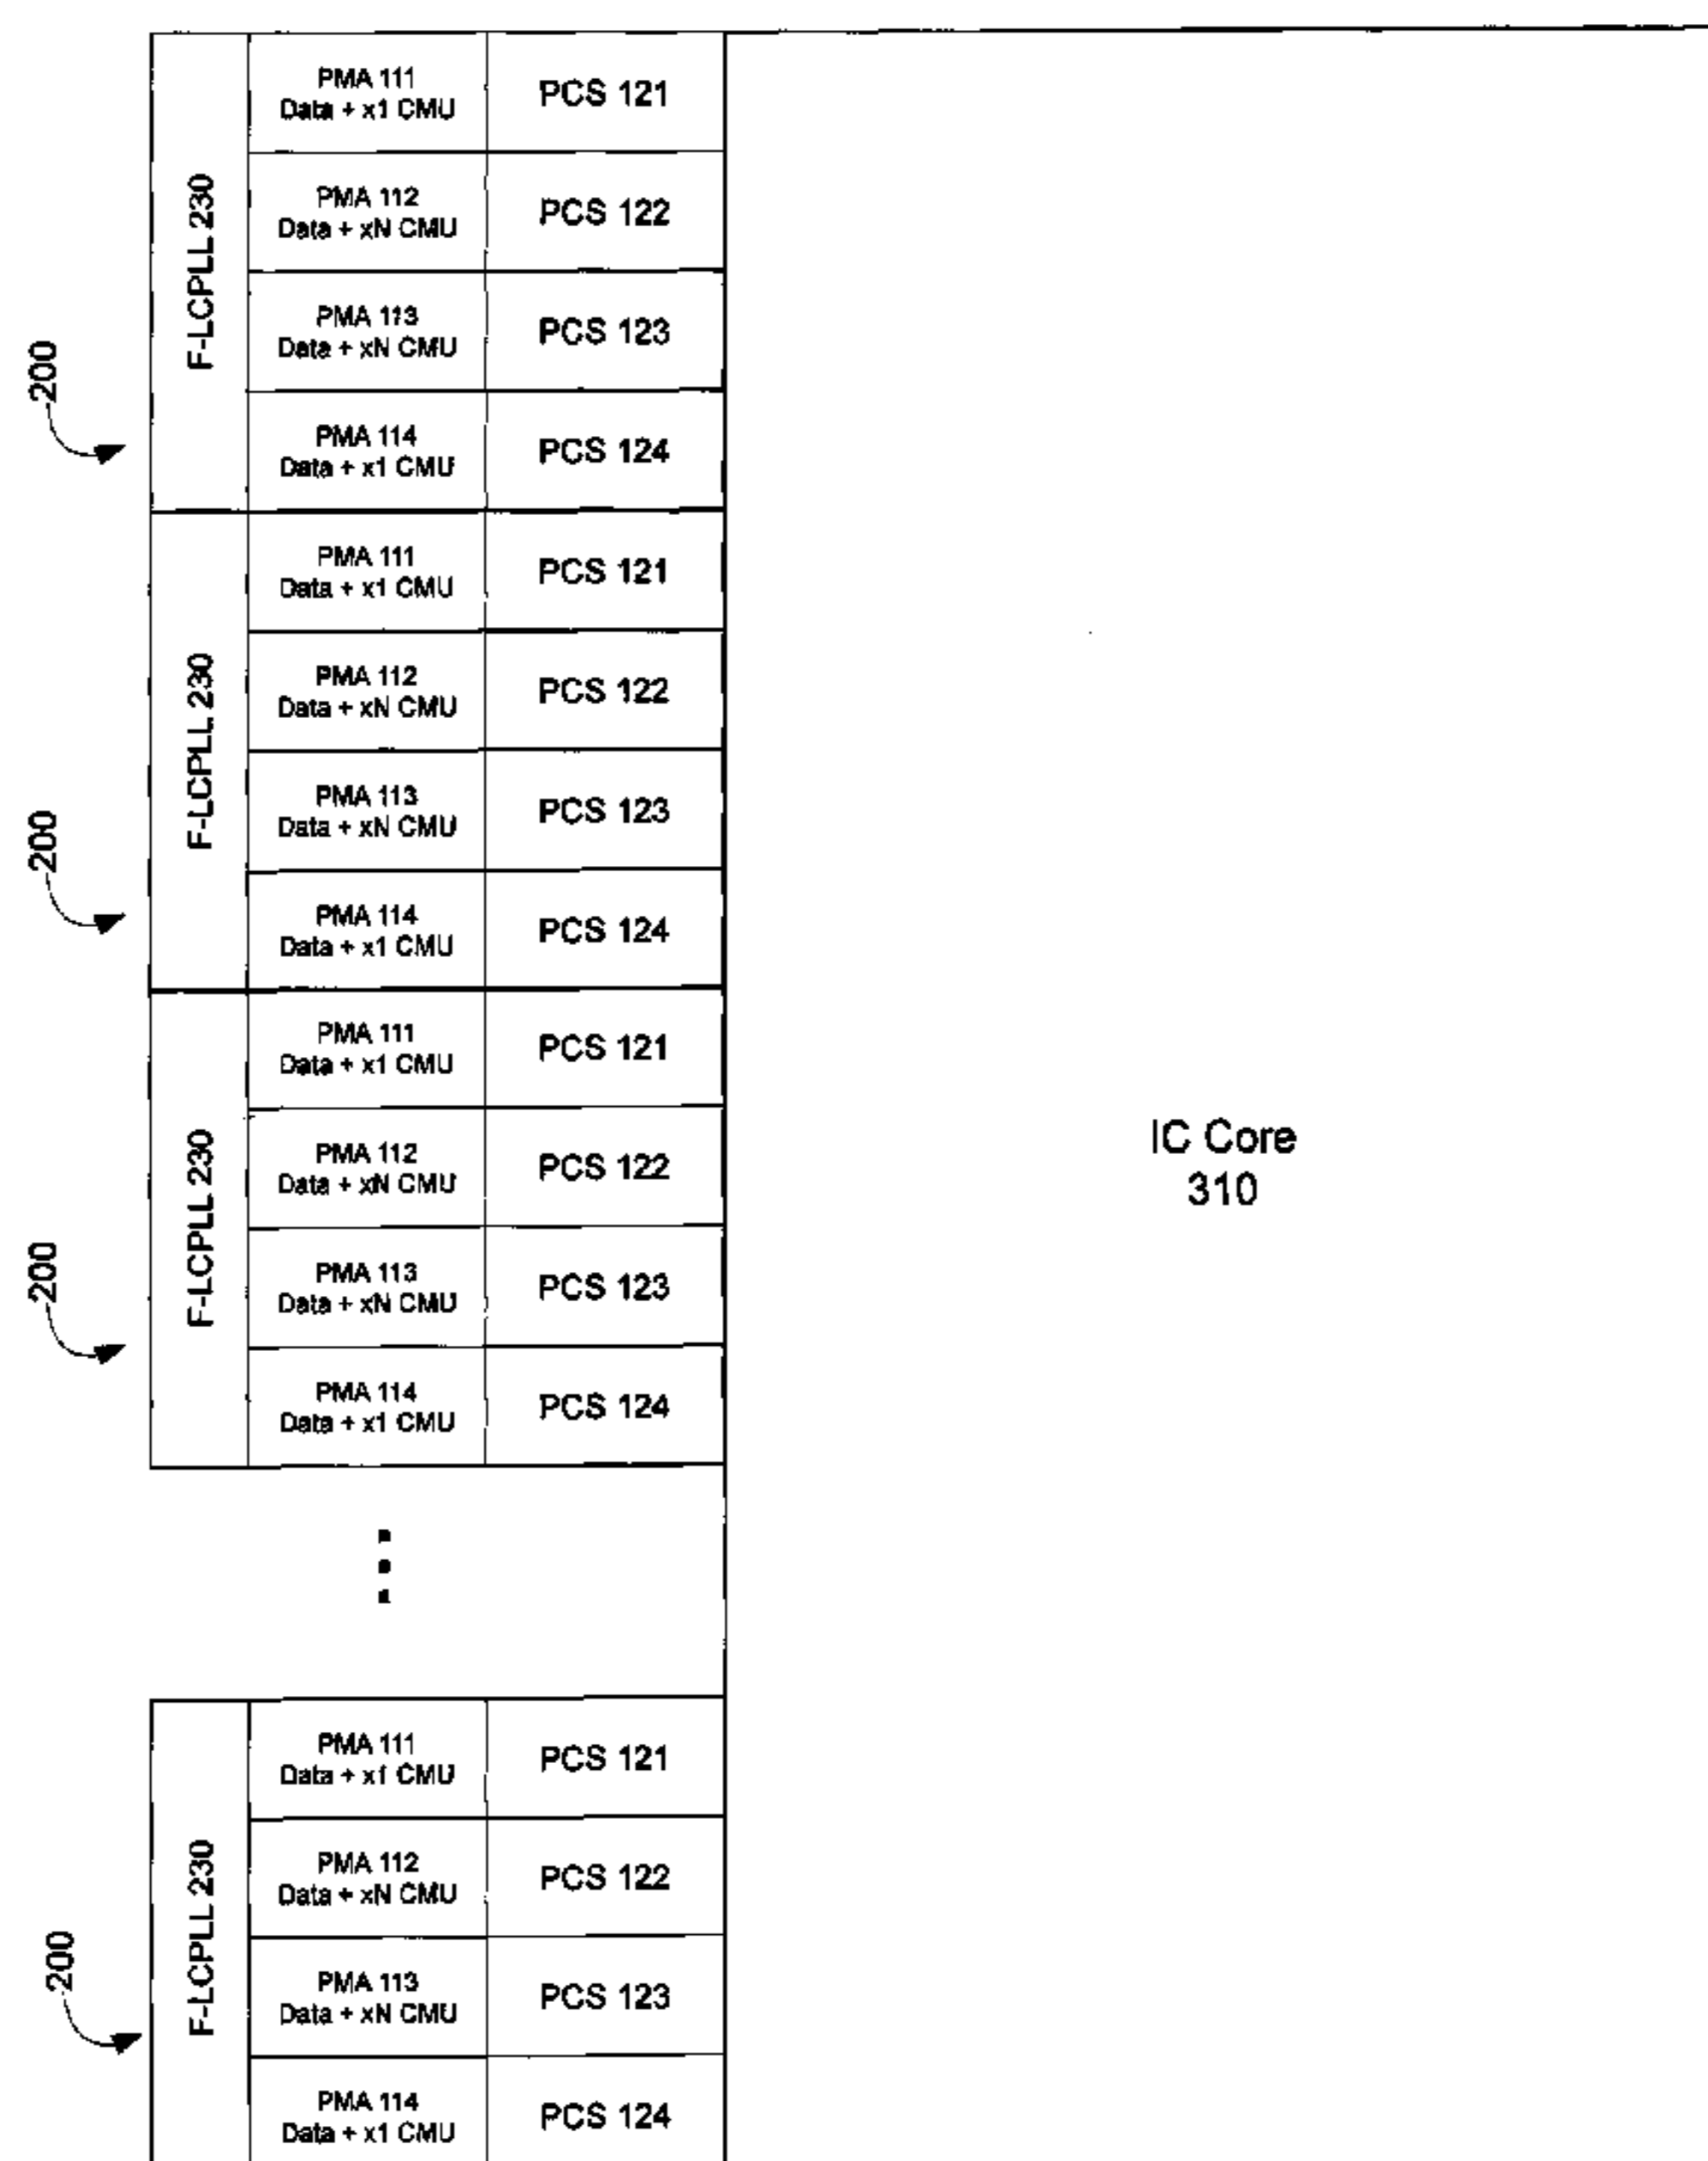 200
F-LCPLL 230
PMA 111
Data + x1 CMU
PCS 121
PMA 112
Data + xN CMU
PCS 122
PMA 113
Data + xN CMU
PCS 123
PMA 114
Data + x1 CMU
PCS 124
200
F-LCPLL 230
PMA 111
Data + x1 CMU
PCS 121
PMA 112
Data + xN CMU
PCS 122
PMA 113
Data + xN CMU
PCS 123
PMA 114
Data + x1 CMU
PCS 124
200
F-LCPLL 230
PMA 111
Data + x1 CMU
PCS 121
PMA 112
Data + xN CMU
PCS 122
PMA 113
Data + xN CMU
PCS 123
PMA 114
Data + x1 CMU
PCS 124
200
F-LCPLL 230
PMA 111
Data + x1 CMU
PCS 121
PMA 112
Data + xN CMU
PCS 122
PMA 113
Data + xN CMU
PCS 123
PMA 114
Data + x1 CMU
PCS 124
IC Core
310